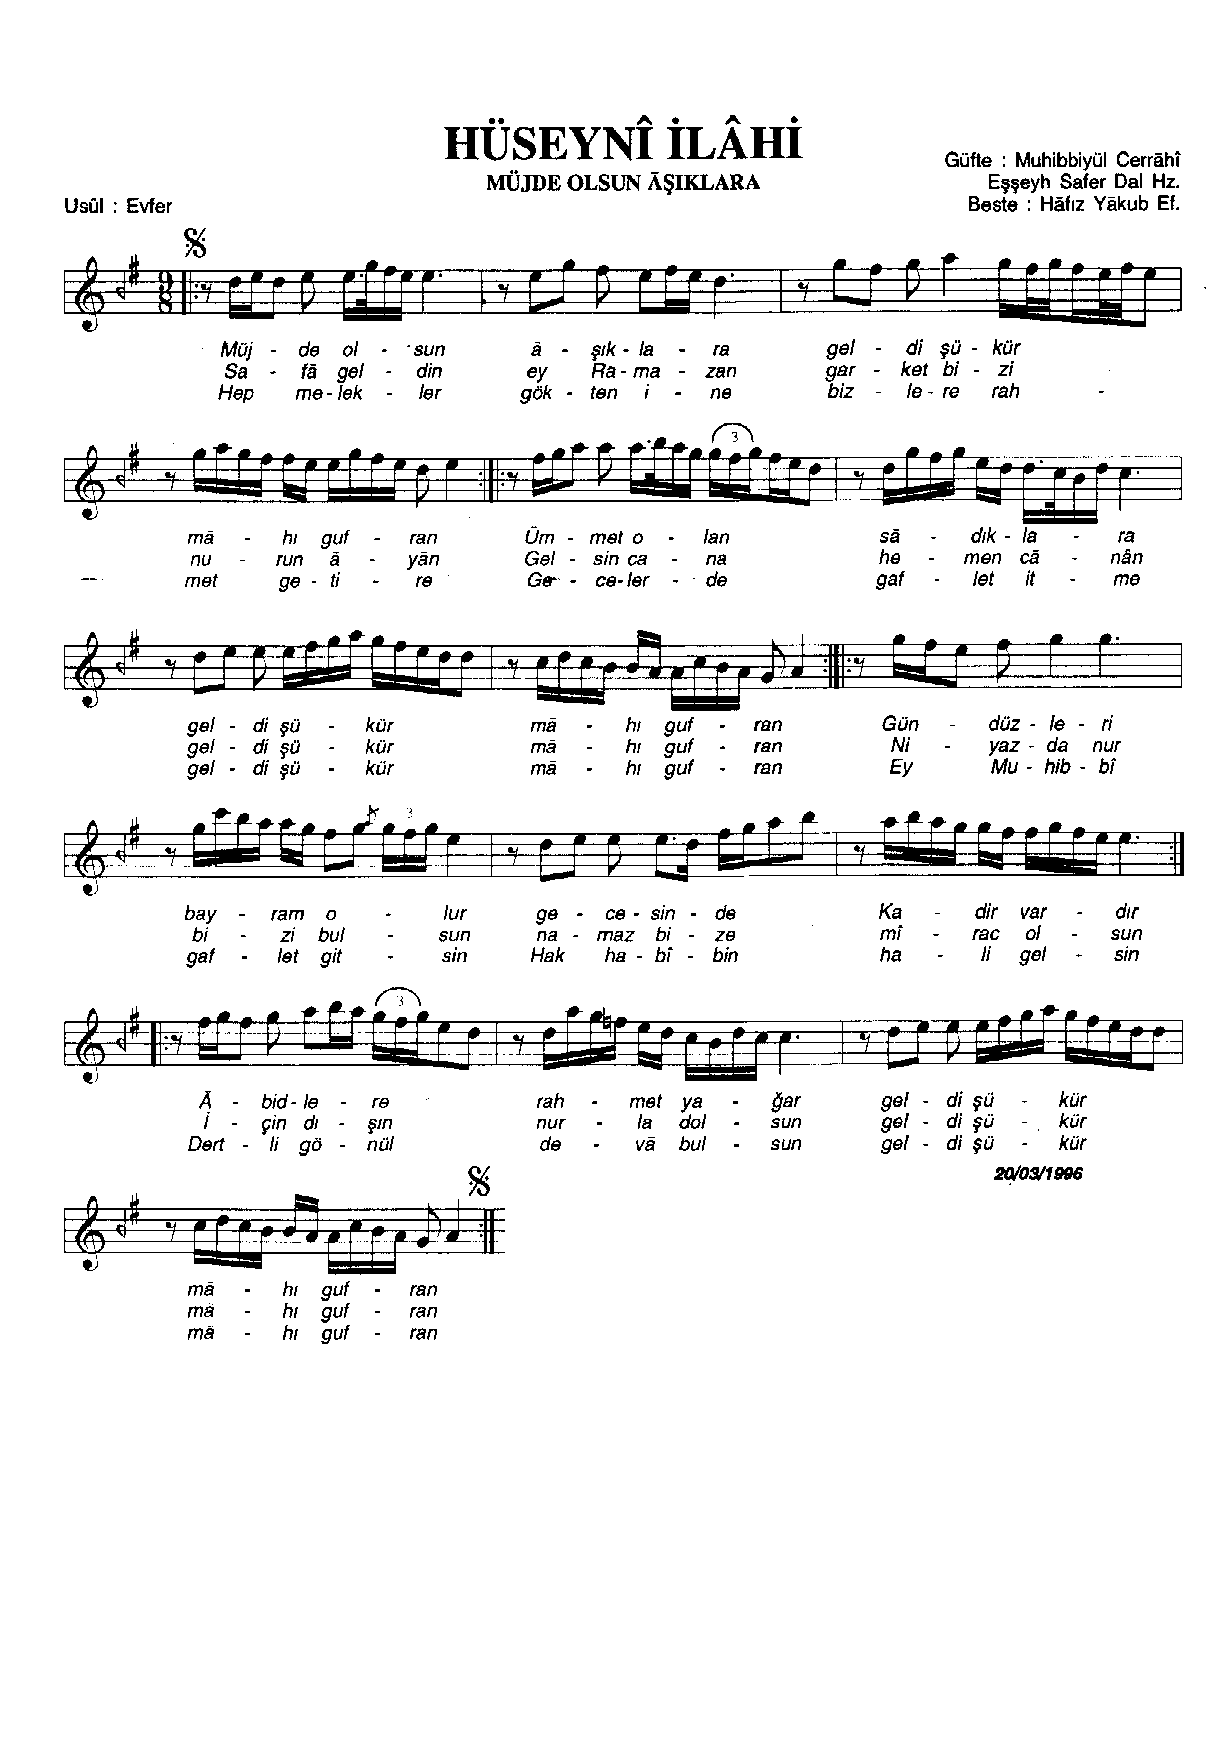 HÜSEYNÎ İLÂHİ
MÜJDE OLSUN ĀŞIKLARA
Güfte : Muhibbiyül Cerrāhî
Eşşeyh Safer Dal Hz.
Usûl : Evfer
Beste : Hāfız Yākub Ef.
9
8
Müj - de ol - sun ā - şık - la - ra gel - di şü - kür
Sa - fā gel - din ey Ra - ma - zan gar - ket bi - zi
Hep me - lek - ler gök - ten i - ne biz - le - re rah -
3
mā - hı guf - ran Üm - met o - lan sā - dık - la - ra
nu - run ā - yān Gel - sin ca - na he - men cā - nân
met ge - ti - re Ge - ce - ler - de gaf - let it - me
gel - di şü - kür mā - hı guf - ran Gün - düz - le - ri
gel - di şü - kür mā - hı guf - ran Ni - yaz - da nur
gel - di şü - kür mā - hı guf - ran Ey Mu - hib - bî
3
bay - ram o - lur ge - ce - sin - de Ka - dir var - dır
bi - zi bul - sun na - maz bi - ze mî - rac ol - sun
gaf - let git - sin Hak ha - bî - bin ha - li gel - sin
3
Ā - bid - le - re rah - met ya - ğar gel - di şü - kür
İ - çin dı - şın nur - la dol - sun gel - di şü - kür
Dert - li gö - nül de - vā bul - sun gel - di şü - kür
20/03/1996
mā - hı guf - ran
mā - hı guf - ran
mā - hı guf - ran